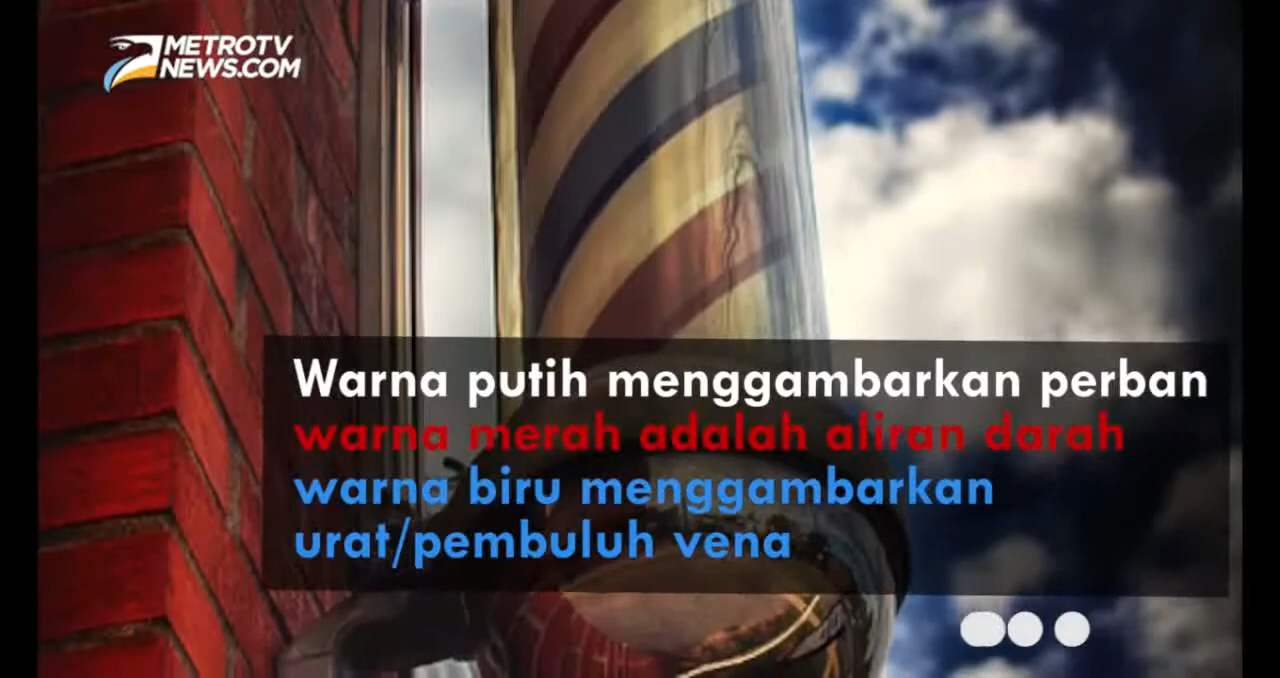 METROTV
NEWS.COM
Warna putih menggambarkan perban
warna merah adalah aliran darah
warna biru menggambarkan
urat/pembuluh vena